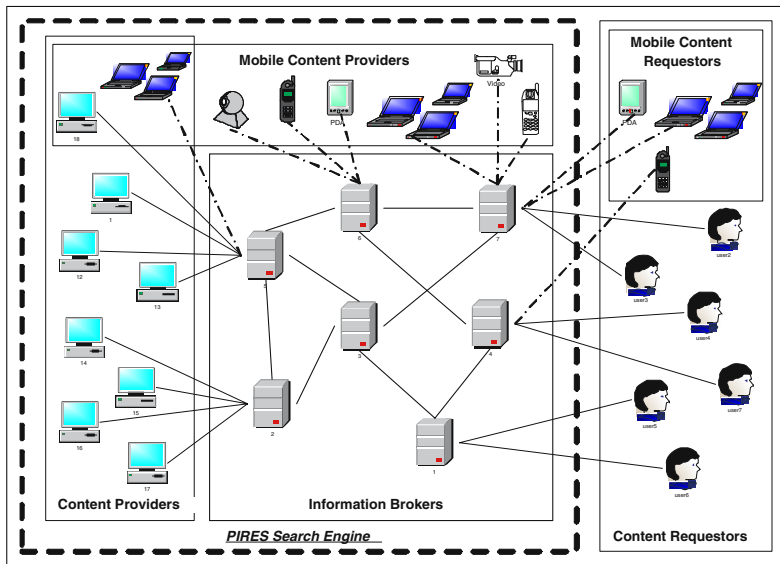 Mobile Content Providers
Mobile Content
Requestors
Video
PDA
PDA
18
1
12
13
14
15
16
17
6
7
5
3
4
2
1
user2
user3
user4
user7
user5
user6
Content Providers
Information Brokers
PIRES Search Engine
Content Requestors